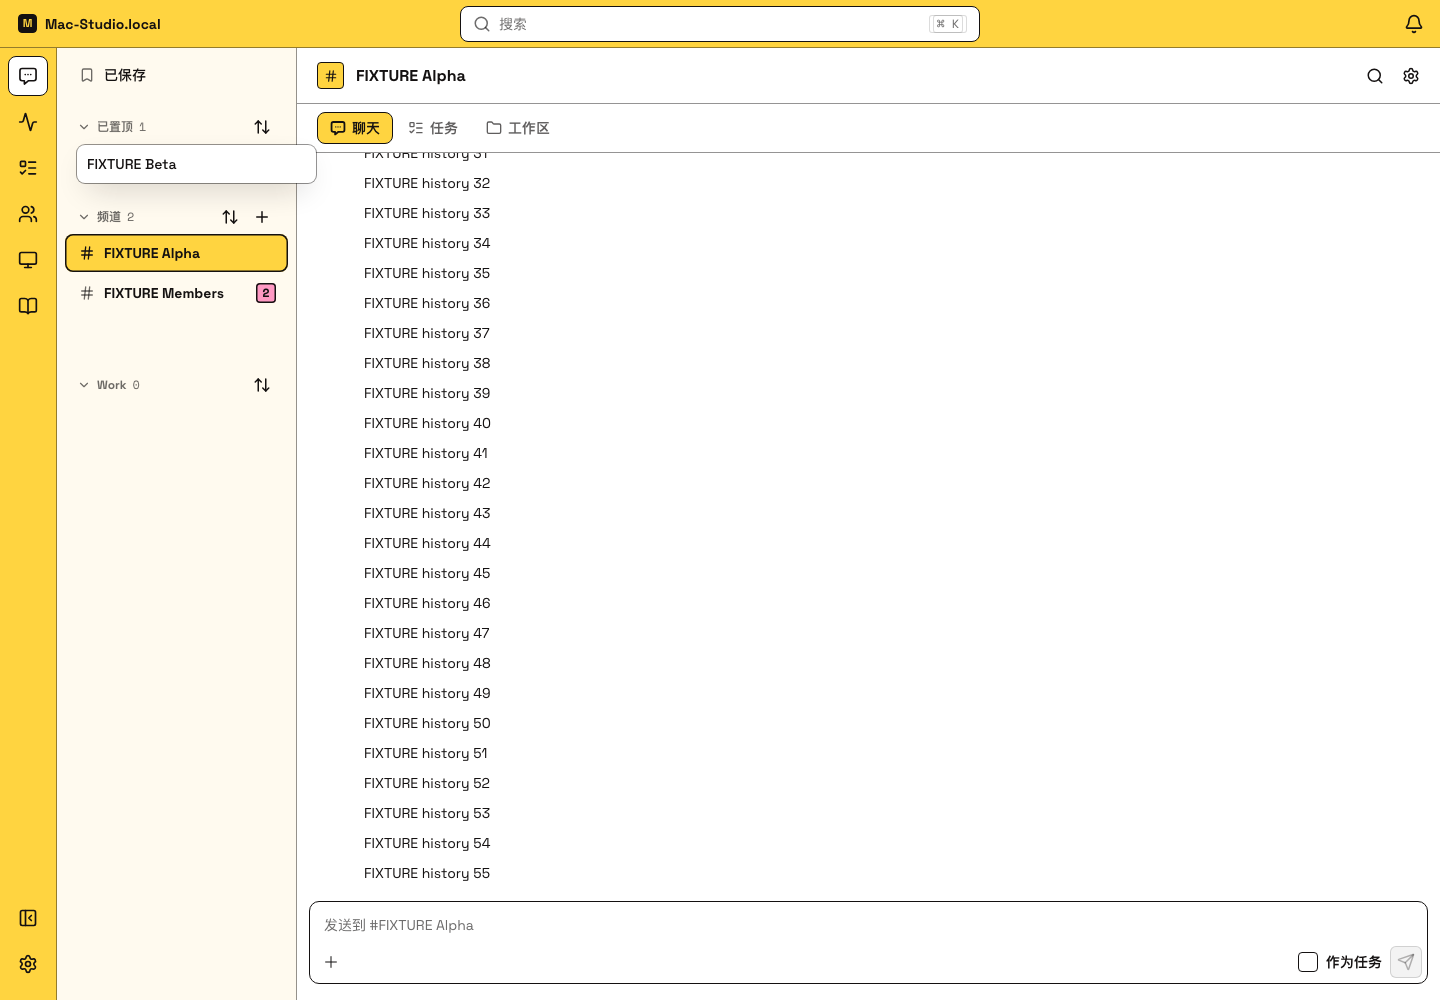 M Mac-Studio.local
搜索
⌘ K
已保存
已置顶 1
FIXTURE Beta
频道 2
# FIXTURE Alpha
# FIXTURE Members 2
Work 0
# FIXTURE Alpha
聊天
任务
工作区
FIXTURE history 31
FIXTURE history 32
FIXTURE history 33
FIXTURE history 34
FIXTURE history 35
FIXTURE history 36
FIXTURE history 37
FIXTURE history 38
FIXTURE history 39
FIXTURE history 40
FIXTURE history 41
FIXTURE history 42
FIXTURE history 43
FIXTURE history 44
FIXTURE history 45
FIXTURE history 46
FIXTURE history 47
FIXTURE history 48
FIXTURE history 49
FIXTURE history 50
FIXTURE history 51
FIXTURE history 52
FIXTURE history 53
FIXTURE history 54
FIXTURE history 55
发送到 #FIXTURE Alpha
作为任务